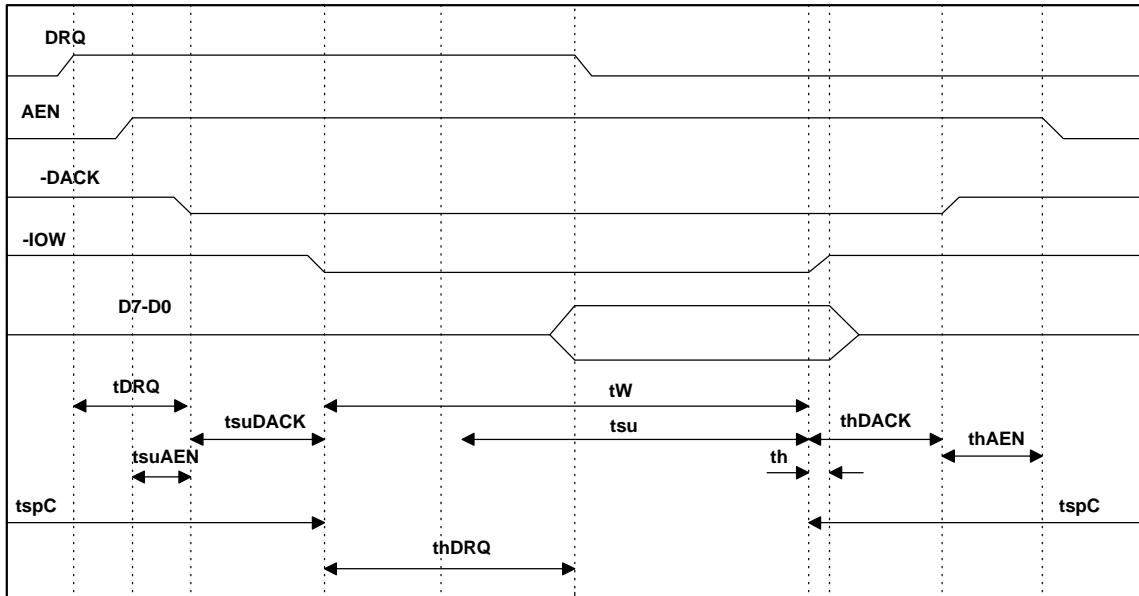 DRQ
AEN
-DACK
-IOW
D7-D0
tDRQ
tW
tsuDACK
tsu
thDACK
thAEN
tsuAEN
th
tspC
tspC
thDRQ